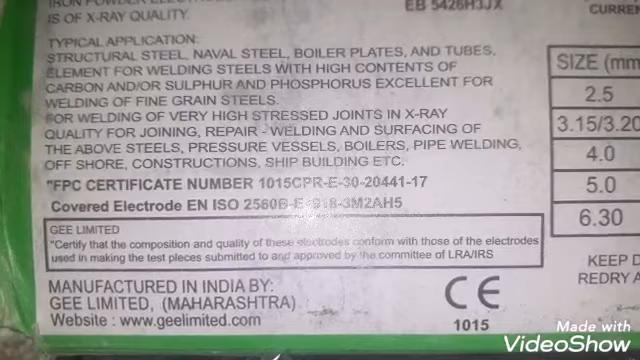 IRON POWDER
IS OF X-RAY QUALITY.
EB 5426H3JX
CURREN
TYPICAL APPLICATION:
STRUCTURAL STEEL, NAVAL STEEL, BOILER PLATES, AND TUBES,
ELEMENT FOR WELDING STEELS WITH HIGH CONTENTS OF
CARBON AND/OR SULPHUR AND PHOSPHORUS EXCELLENT FOR
WELDING OF FINE GRAIN STEELS.
FOR WELDING OF VERY HIGH STRESSED JOINTS IN X-RAY
QUALITY FOR JOINING, REPAIR - WELDING AND SURFACING OF
THE ABOVE STEELS, PRESSURE VESSELS, BOILERS, PIPE WELDING,
OFF SHORE, CONSTRUCTIONS, SHIP BUILDING ETC.
"FPC CERTIFICATE NUMBER 1015CPR-E-30-20441-17
Covered Electrode EN ISO
GEE LIMITED
"Certify that the composition and quality of these electrodes conform with those of the electrodes
used in making the test pieces submitted to and approved by the committee of LRA/IRS
MANUFACTURED IN INDIA BY:
GEE LIMITED, (MAHARASHTRA)
Website : www.geelimited.com
CE
1015
SIZE (mm
2.5
3.15/3.20
4.0
5.0
6.30
KEEP D
REDRY A
Made with
VideoShow